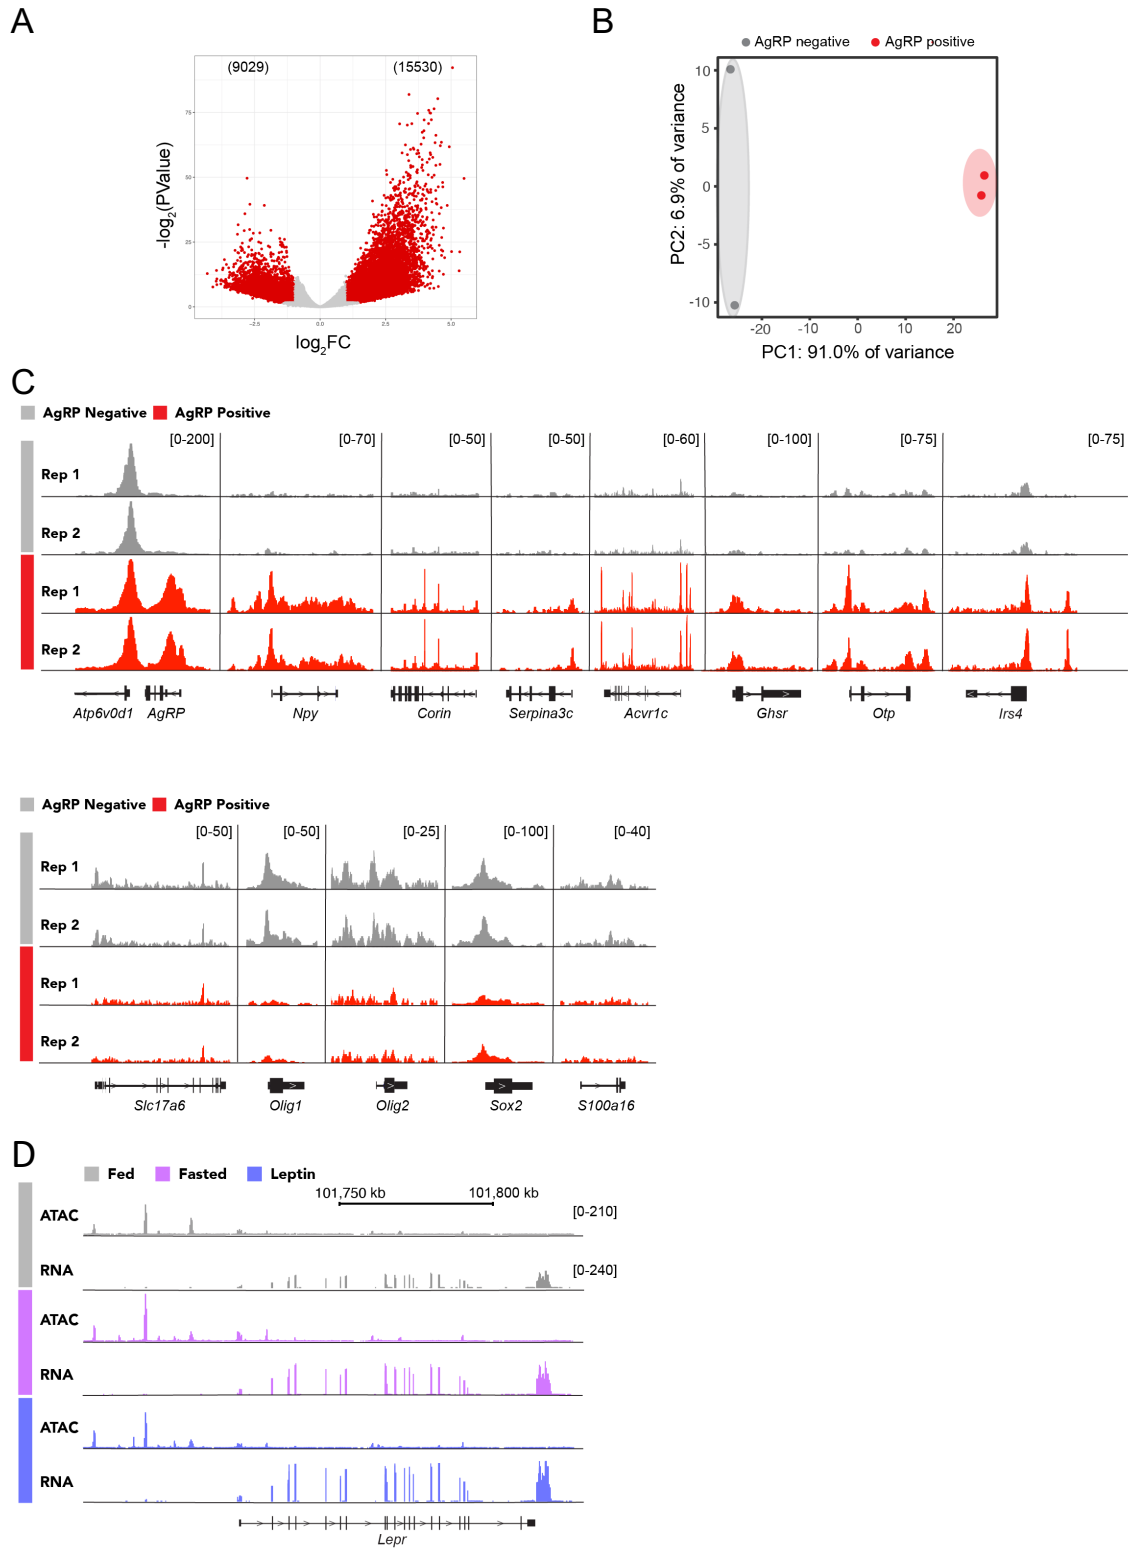 A
(9029)
(15530)
75
50
25
0
-2.5
0.0
2.5
5.0
-log2(PValue)
log2FC
B
AgRP negative
AgRP positive
10
5
0
-5
-10
-20
-10
0
10
20
PC2: 6.9% of variance
PC1: 91.0% of variance
C
AgRP Negative
AgRP Positive
[0-200]
[0-70]
[0-50]
[0-50]
[0-60]
[0-100]
[0-75]
[0-75]
Rep 1
Rep 2
Rep 1
Rep 2
Atp6v0d1
AgRP
Npy
Corin
Serpina3c
Acvr1c
Ghsr
Otp
Irs4
AgRP Negative
AgRP Positive
[0-50]
[0-50]
[0-25]
[0-100]
[0-40]
Rep 1
Rep 2
Rep 1
Rep 2
Slc17a6
Olig1
Olig2
Sox2
S100a16
D
Fed
Fasted
Leptin
101,750 kb
101,800 kb
ATAC
[0-210]
RNA
[0-240]
ATAC
RNA
ATAC
RNA
Lepr